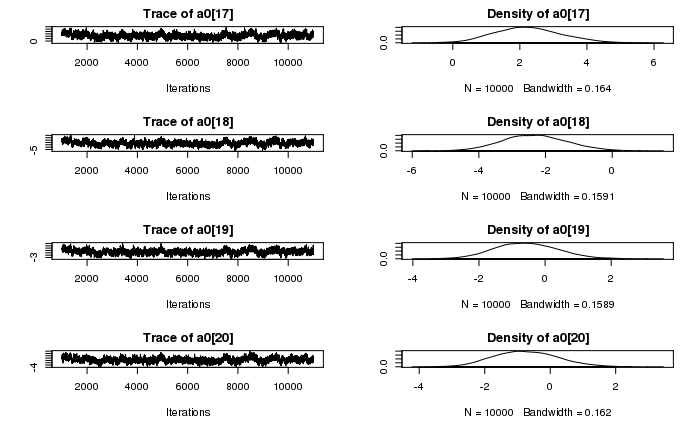 Trace of a0[17]
0
2000 4000 6000 8000 10000
Iterations
Density of a0[17]
0.0
0 2 4 6
N = 10000 Bandwidth = 0.164
Trace of a0[18]
-5
2000 4000 6000 8000 10000
Iterations
Density of a0[18]
0.0
-6 -4 -2 0
N = 10000 Bandwidth = 0.1591
Trace of a0[19]
-3
2000 4000 6000 8000 10000
Iterations
Density of a0[19]
0.0
-4 -2 0 2
N = 10000 Bandwidth = 0.1589
Trace of a0[20]
-4
2000 4000 6000 8000 10000
Iterations
Density of a0[20]
0.0
-4 -2 0 2
N = 10000 Bandwidth = 0.162